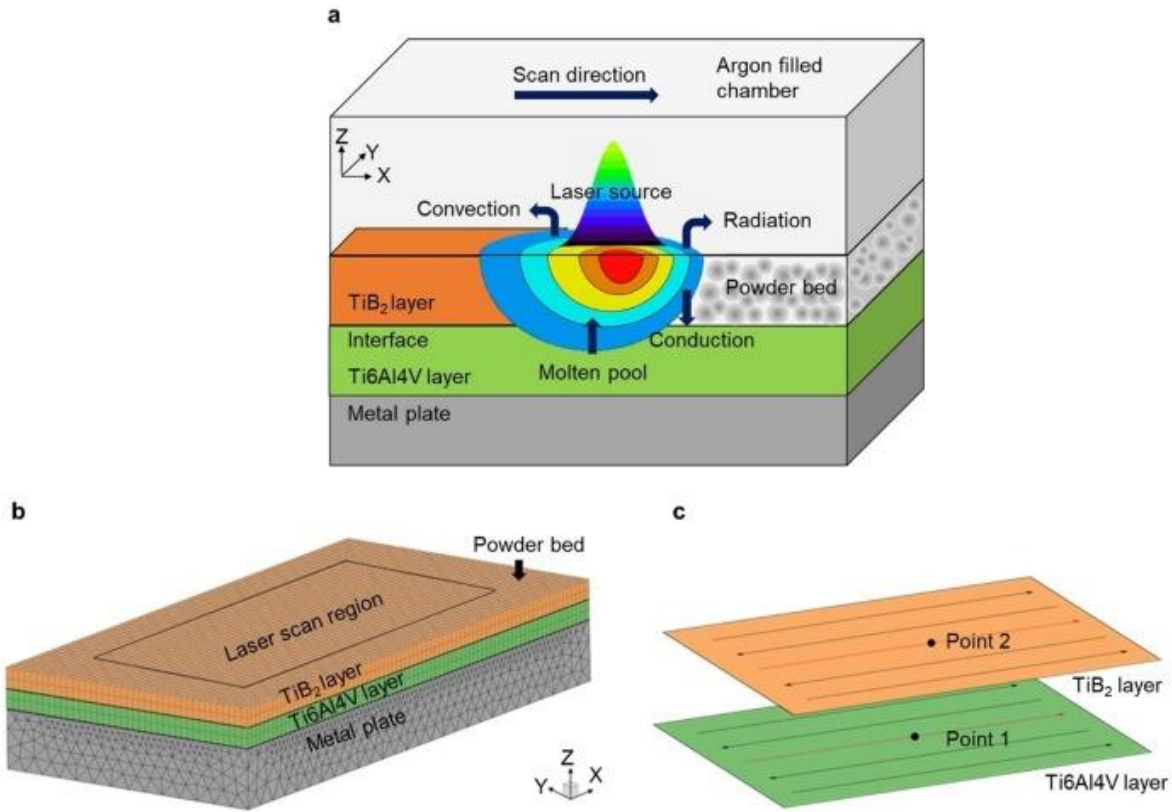 a
Scan direction
Argon filled
chamber
Z
Y
X
Laser source
Convection
Radiation
Powder bed
TiB₂ layer
Interface
Conduction
Ti6Al4V layer
Molten pool
Metal plate
b
Powder bed
Laser scan region
TiB₂ layer
Ti6Al4V layer
Metal plate
Z
Y
X
c
Point 2
TiB₂ layer
Point 1
Ti6Al4V layer